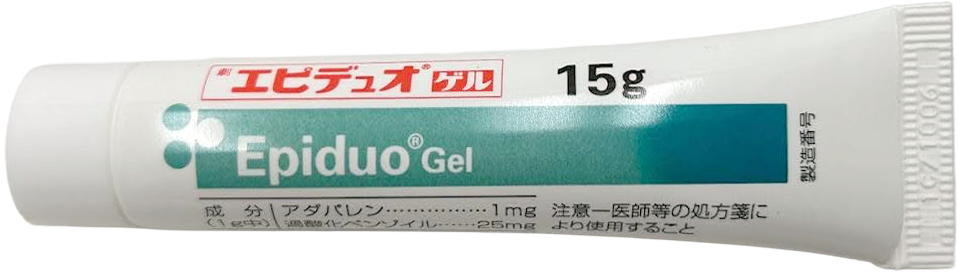 劇 エピデュオ® ゲル 15g
Epiduo® Gel
製造番号
成 分 アダパレン……………1mg
(1g中) 過酸化ベンゾイル……25mg
注意-医師等の処方箋に
より使用すること